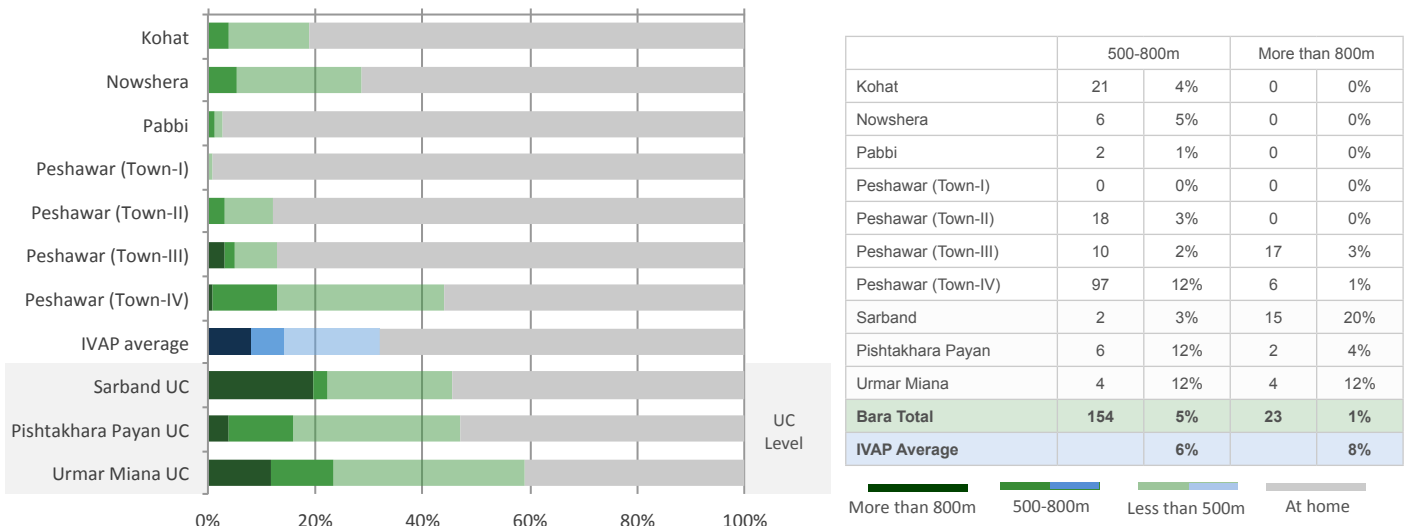 Kohat
Nowshera
Pabbi
Peshawar (Town-I)
Peshawar (Town-II)
Peshawar (Town-III)
Peshawar (Town-IV)
IVAP average
Sarband UC
Pishtakhara Payan UC
Urmar Miana UC
UC
Level
0% 20% 40% 60% 80% 100%
500-800m More than 800m
Kohat 21 4% 0 0%
Nowshera 6 5% 0 0%
Pabbi 2 1% 0 0%
Peshawar (Town-I) 0 0% 0 0%
Peshawar (Town-II) 18 3% 0 0%
Peshawar (Town-III) 10 2% 17 3%
Peshawar (Town-IV) 97 12% 6 1%
Sarband 2 3% 15 20%
Pishtakhara Payan 6 12% 2 4%
Urmar Miana 4 12% 4 12%
Bara Total 154 5% 23 1%
IVAP Average 6% 8%
More than 800m 500-800m Less than 500m At home